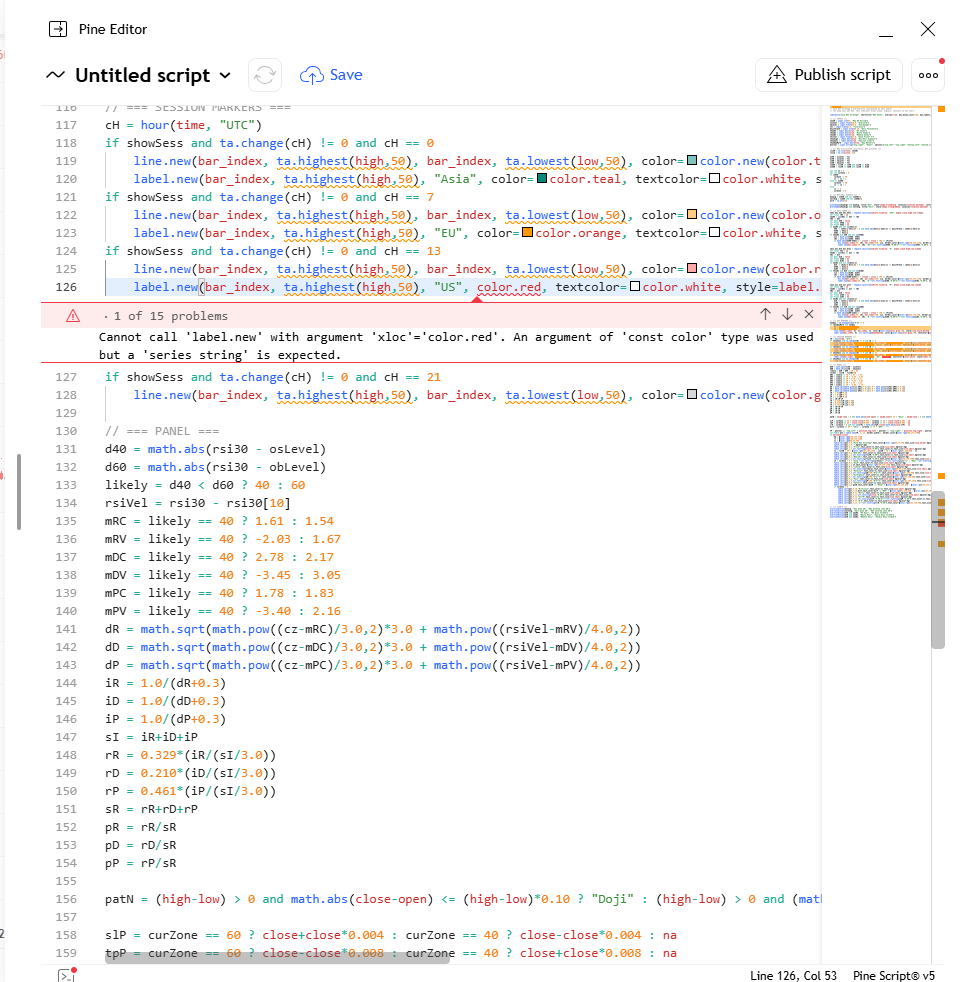 Pine Editor
Untitled script
Save
Publish script
116 // === SESSION MARKERS ===
117 cH = hour(time, "UTC")
118 if showSess and ta.change(cH) != 0 and cH == 0
119 line.new(bar_index, ta.highest(high,50), bar_index, ta.lowest(low,50), color=color.new(color.t
120 label.new(bar_index, ta.highest(high,50), "Asia", color=color.teal, textcolor=color.white, s
121 if showSess and ta.change(cH) != 0 and cH == 7
122 line.new(bar_index, ta.highest(high,50), bar_index, ta.lowest(low,50), color=color.new(color.o
123 label.new(bar_index, ta.highest(high,50), "EU", color=color.orange, textcolor=color.white, s
124 if showSess and ta.change(cH) != 0 and cH == 13
125 line.new(bar_index, ta.highest(high,50), bar_index, ta.lowest(low,50), color=color.new(color.r
126 label.new(bar_index, ta.highest(high,50), "US", color.red, textcolor=color.white, style=label.
· 1 of 15 problems
Cannot call 'label.new' with argument 'xloc'='color.red'. An argument of 'const color' type was used
but a 'series string' is expected.
127 if showSess and ta.change(cH) != 0 and cH == 21
128 line.new(bar_index, ta.highest(high,50), bar_index, ta.lowest(low,50), color=color.new(color.g
129
130 // === PANEL ===
131 d40 = math.abs(rsi30 - osLevel)
132 d60 = math.abs(rsi30 - obLevel)
133 likely = d40 < d60 ? 40 : 60
134 rsiVel = rsi30 - rsi30[10]
135 mRC = likely == 40 ? 1.61 : 1.54
136 mRV = likely == 40 ? -2.03 : 1.67
137 mDC = likely == 40 ? 2.78 : 2.17
138 mDV = likely == 40 ? -3.45 : 3.05
139 mPC = likely == 40 ? 1.78 : 1.83
140 mPV = likely == 40 ? -3.40 : 2.16
141 dR = math.sqrt(math.pow((cz-mRC)/3.0,2)*3.0 + math.pow((rsiVel-mRV)/4.0,2))
142 dD = math.sqrt(math.pow((cz-mDC)/3.0,2)*3.0 + math.pow((rsiVel-mDV)/4.0,2))
143 dP = math.sqrt(math.pow((cz-mPC)/3.0,2)*3.0 + math.pow((rsiVel-mPV)/4.0,2))
144 iR = 1.0/(dR+0.3)
145 iD = 1.0/(dD+0.3)
146 iP = 1.0/(dP+0.3)
147 sI = iR+iD+iP
148 rR = 0.329*(iR/(sI/3.0))
149 rD = 0.210*(iD/(sI/3.0))
150 rP = 0.461*(iP/(sI/3.0))
151 sR = rR+rD+rP
152 pR = rR/sR
153 pD = rD/sR
154 pP = rP/sR
155
156 patN = (high-low) > 0 and math.abs(close-open) <= (high-low)*0.10 ? "Doji" : (high-low) > 0 and (mat
157
158 slP = curZone == 60 ? close+close*0.004 : curZone == 40 ? close-close*0.004 : na
159 tpP = curZone == 60 ? close-close*0.008 : curZone == 40 ? close+close*0.008 : na
Line 126, Col 53 Pine Script® v5